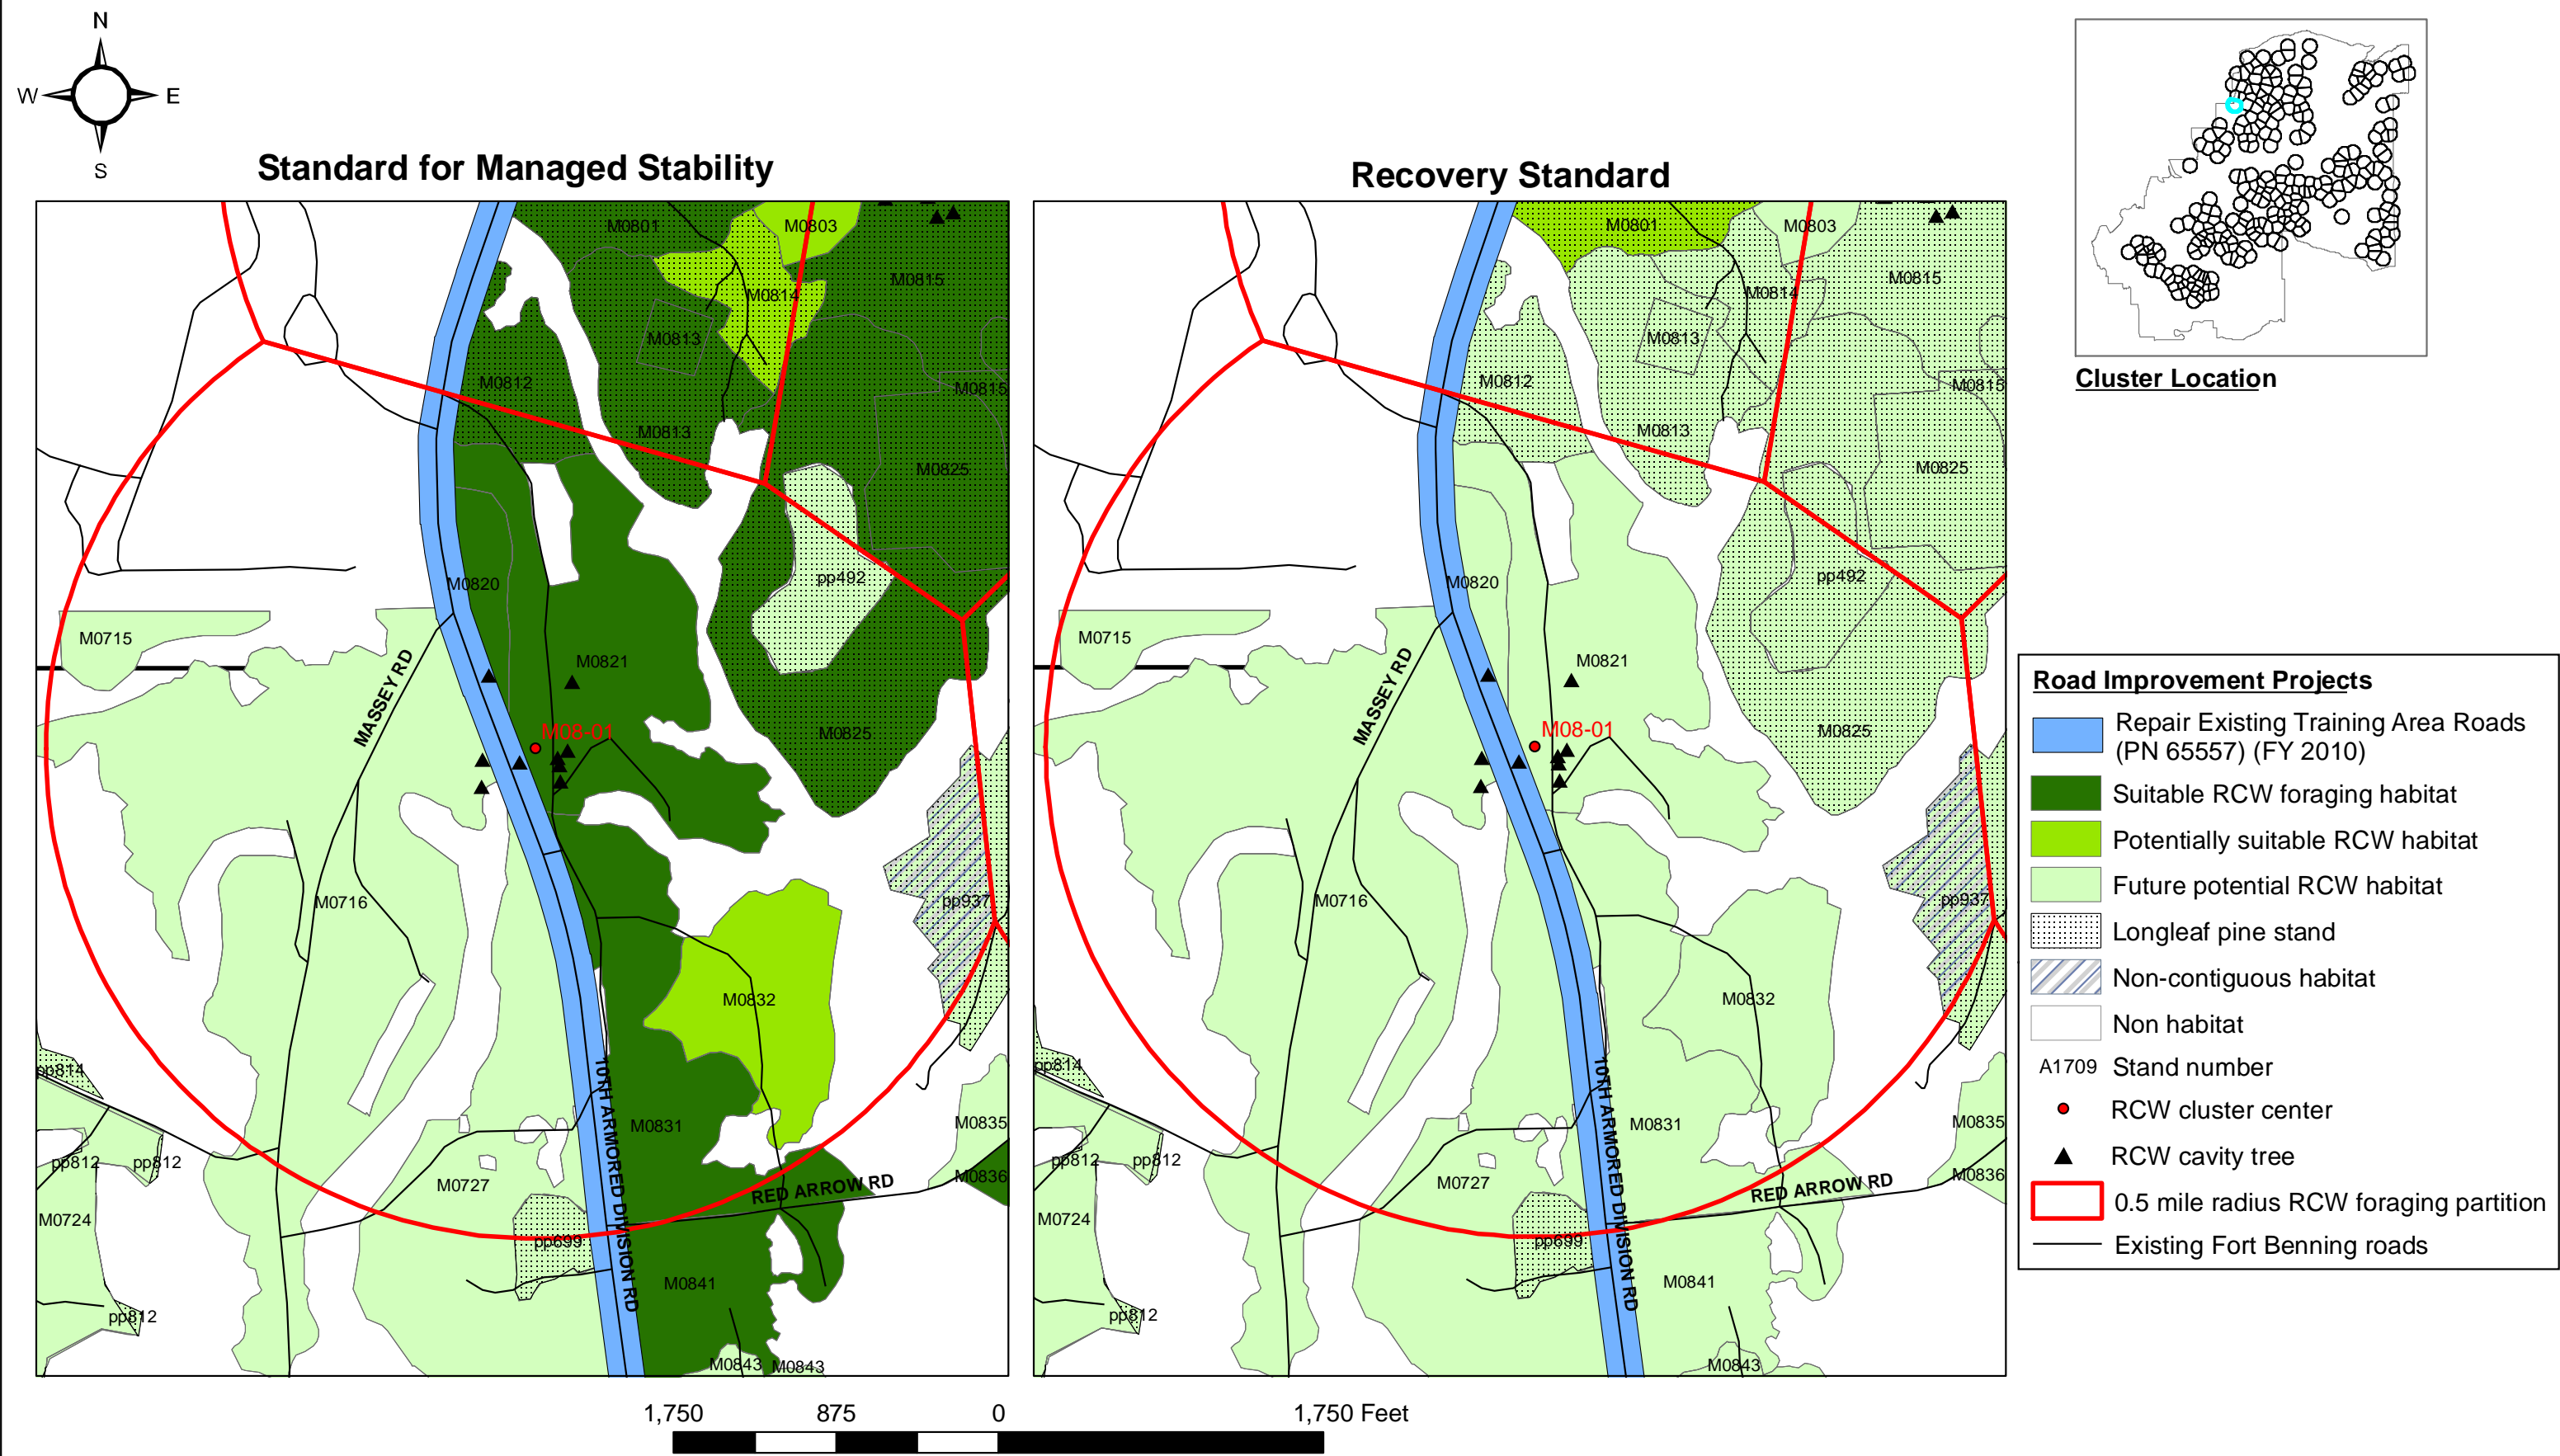 N
W
E
S
Standard for Managed Stability
Recovery Standard
Cluster Location
M0801
M0803
M0814
M0815
M0813
M0812
M0815
M0813
M0825
pp492
M0820
M0715
M0821
MASSEY RD
M08-01
M0825
M0716
pp937
M0832
pp814
10TH ARMORED DIVISION RD
M0831
M0835
pp812
pp812
M0836
M0727
RED ARROW RD
M0724
pp699
M0841
pp812
M0843
M0843
M0801
M0803
M0815
M0814
M0813
M0812
M0815
M0813
M0825
pp492
M0820
M0715
M0821
MASSEY RD
M08-01
M0825
M0716
pp937
M0832
pp814
10TH ARMORED DIVISION RD
M0831
M0835
pp812
pp812
M0836
M0727
RED ARROW RD
M0724
pp699
M0841
pp812
M0843
Road Improvement Projects
Repair Existing Training Area Roads
(PN 65557) (FY 2010)
Suitable RCW foraging habitat
Potentially suitable RCW habitat
Future potential RCW habitat
Longleaf pine stand
Non-contiguous habitat
Non habitat
A1709 Stand number
RCW cluster center
RCW cavity tree
0.5 mile radius RCW foraging partition
Existing Fort Benning roads
1,750 875 0 1,750 Feet